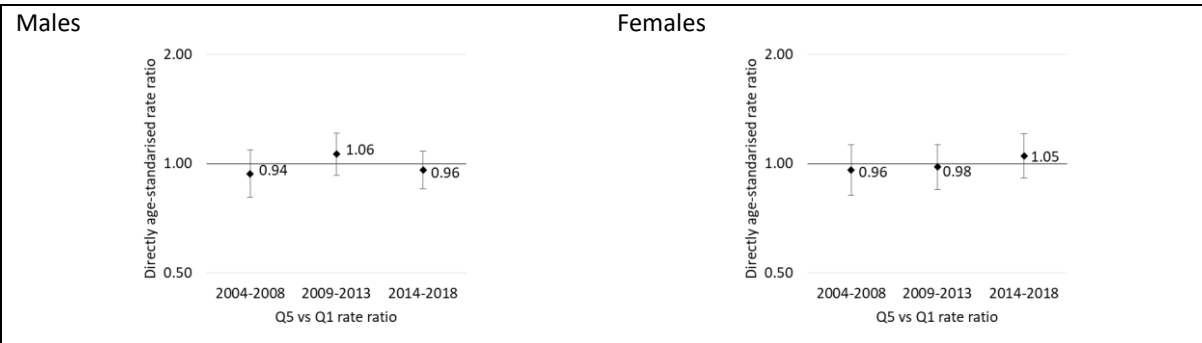 Males
Directly age-standarised rate ratio
2.00
1.00
0.50
0.94
1.06
0.96
2004-2008 2009-2013 2014-2018
Q5 vs Q1 rate ratio
Females
Directly age-standarised rate ratio
2.00
1.00
0.50
0.96
0.98
1.05
2004-2008 2009-2013 2014-2018
Q5 vs Q1 rate ratio